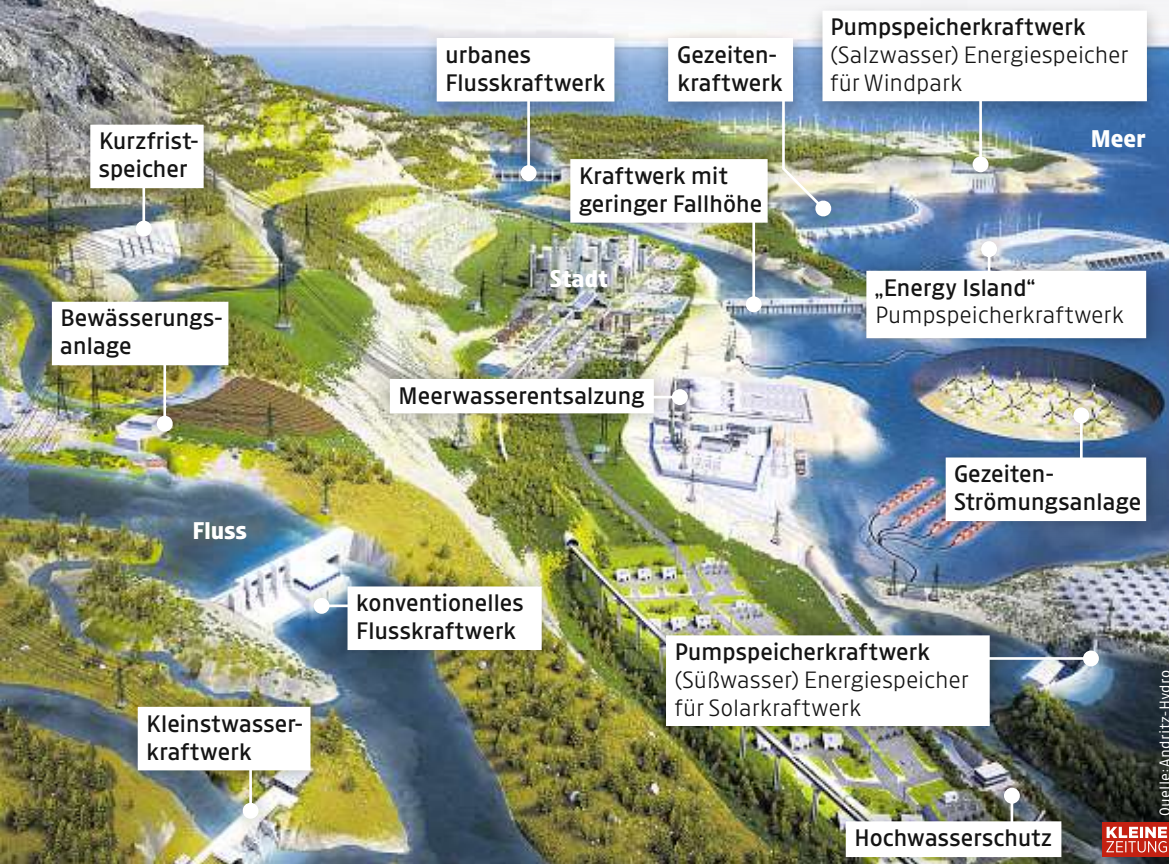 urbanes
Flusskraftwerk
Gezeiten-
kraftwerk
Pumpspeicherkraftwerk
(Salzwasser) Energiespeicher
für Windpark
Meer
Kurzfrist-
speicher
Kraftwerk mit
geringer Fallhöhe
Stadt
„Energy Island“
Pumpspeicherkraftwerk
Bewässerungs-
anlage
Meerwasserentsalzung
Gezeiten-
Strömungsanlage
Fluss
konventionelles
Flusskraftwerk
Pumpspeicherkraftwerk
(Süßwasser) Energiespeicher
für Solarkraftwerk
Kleinstwasser-
kraftwerk
Hochwasserschutz
Quelle: Andritz-Hydro
KLEINE
ZEITUNG